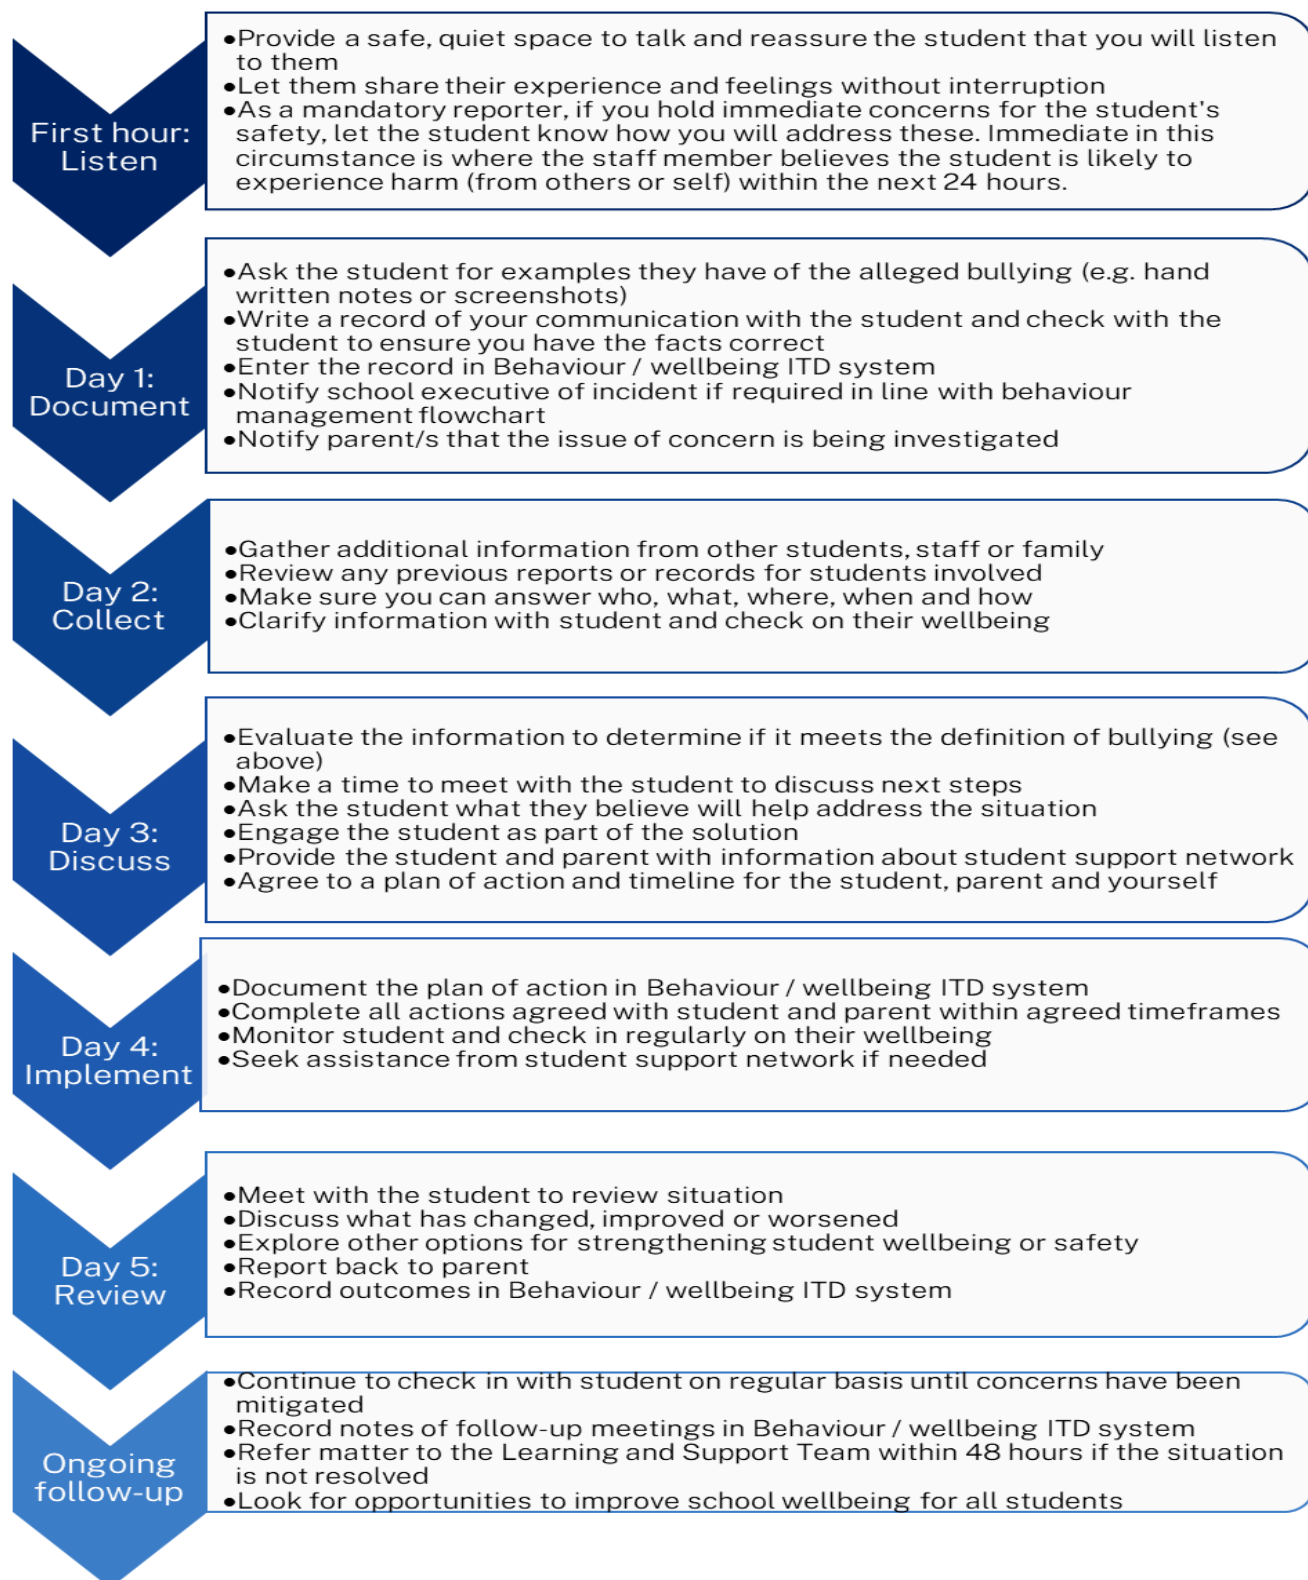 First hour:
Listen
•Provide a safe, quiet space to talk and reassure the student that you will listen
to them
•Let them share their experience and feelings without interruption
•As a mandatory reporter, if you hold immediate concerns for the student's
safety, let the student know how you will address these. Immediate in this
circumstance is where the staff member believes the student is likely to
experience harm (from others or self) within the next 24 hours.
Day 1:
Document
•Ask the student for examples they have of the alleged bullying (e.g. hand
written notes or screenshots)
•Write a record of your communication with the student and check with the
student to ensure you have the facts correct
•Enter the record in Behaviour / wellbeing ITD system
•Notify school executive of incident if required in line with behaviour
management flowchart
•Notify parent/s that the issue of concern is being investigated
Day 2:
Collect
•Gather additional information from other students, staff or family
•Review any previous reports or records for students involved
•Make sure you can answer who, what, where, when and how
•Clarify information with student and check on their wellbeing
Day 3:
Discuss
•Evaluate the information to determine if it meets the definition of bullying (see
above)
•Make a time to meet with the student to discuss next steps
•Ask the student what they believe will help address the situation
•Engage the student as part of the solution
•Provide the student and parent with information about student support network
•Agree to a plan of action and timeline for the student, parent and yourself
Day 4:
Implement
•Document the plan of action in Behaviour / wellbeing ITD system
•Complete all actions agreed with student and parent within agreed timeframes
•Monitor student and check in regularly on their wellbeing
•Seek assistance from student support network if needed
Day 5:
Review
•Meet with the student to review situation
•Discuss what has changed, improved or worsened
•Explore other options for strengthening student wellbeing or safety
•Report back to parent
•Record outcomes in Behaviour / wellbeing ITD system
Ongoing
follow-up
•Continue to check in with student on regular basis until concerns have been
mitigated
•Record notes of follow-up meetings in Behaviour / wellbeing ITD system
•Refer matter to the Learning and Support Team within 48 hours if the situation
is not resolved
•Look for opportunities to improve school wellbeing for all students